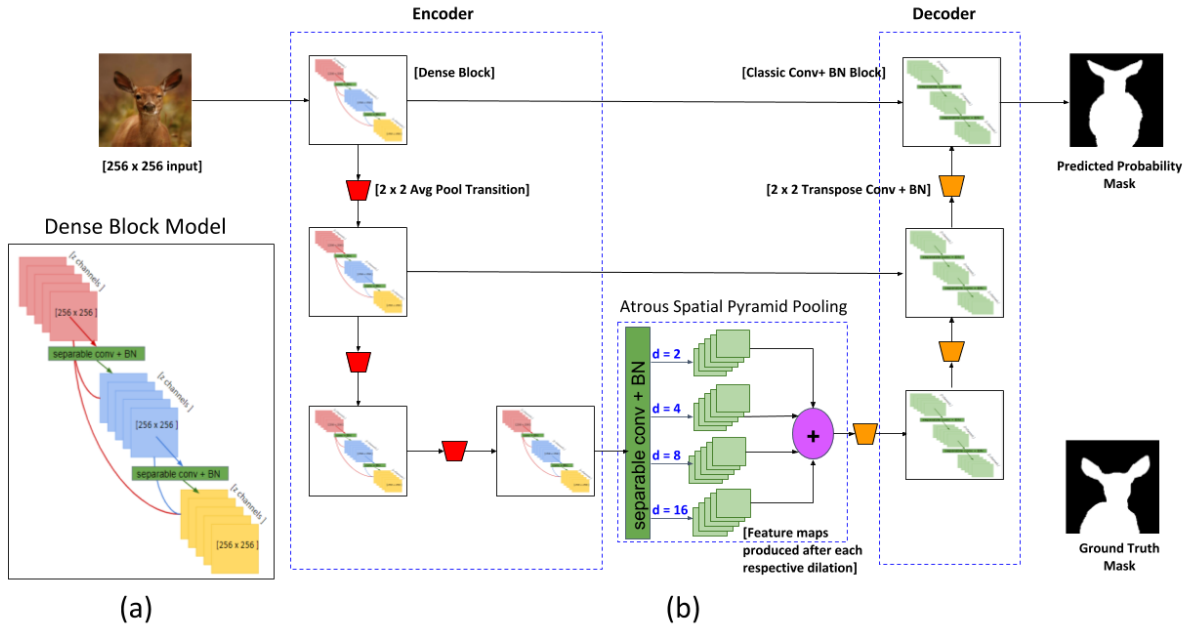 Encoder
Decoder
[Dense Block]
[Classic Conv+ BN Block]
[256 x 256 input]
[2 x 2 Avg Pool Transition]
[2 x 2 Transpose Conv + BN]
Predicted Probability
Mask
Dense Block Model
[z channels ]
[256 x 256 ]
separable conv + BN
[z channels ]
[256 x 256 ]
separable conv + BN
[z channels ]
[256 x 256 ]
Atrous Spatial Pyramid Pooling
separable conv + BN
d = 2
d = 4
d = 8
d = 16
+
[Feature maps
produced after each
respective dilation]
Ground Truth
Mask
(a)
(b)